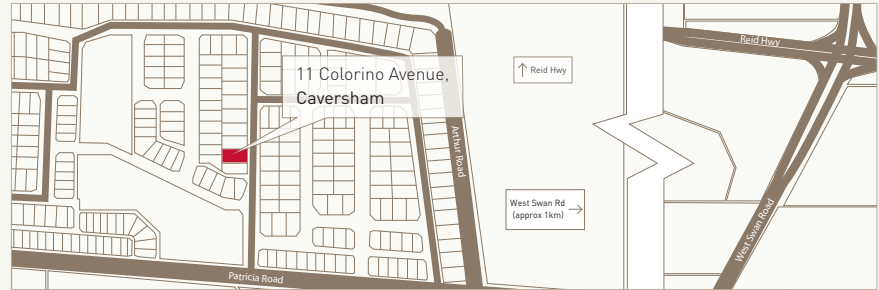 Reid Hwy
11 Colorino Avenue,
Caversham
↑ Reid Hwy
Arthur Road
West Swan Rd →
(approx 1km)
West Swan Road
Patricia Road